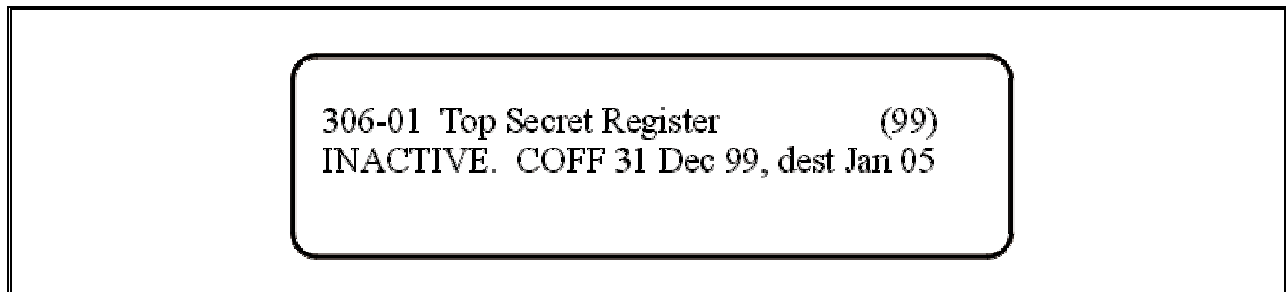 306-01 Top Secret Register (99)
INACTIVE. COFF 31 Dec 99, dest Jan 05